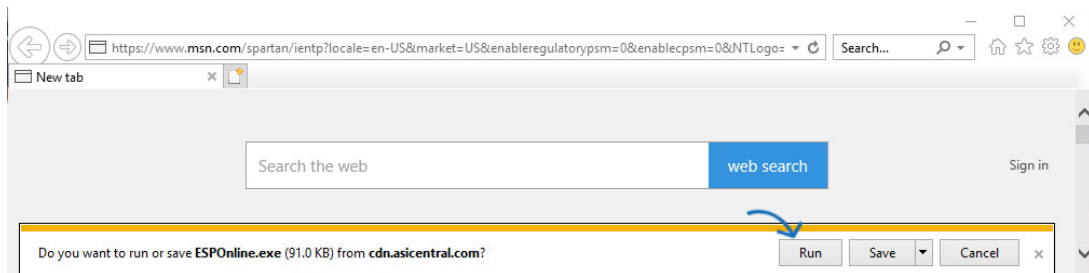 https://www.msn.com/spartan/ientp?locale=en-US&market=US&enableregulatorypsm=0&enablecpsm=0&NTLogo=
Search...
New tab
Search the web
web search
Sign in
Do you want to run or save ESPOnline.exe (91.0 KB) from cdn.asicentral.com?
Run
Save
Cancel